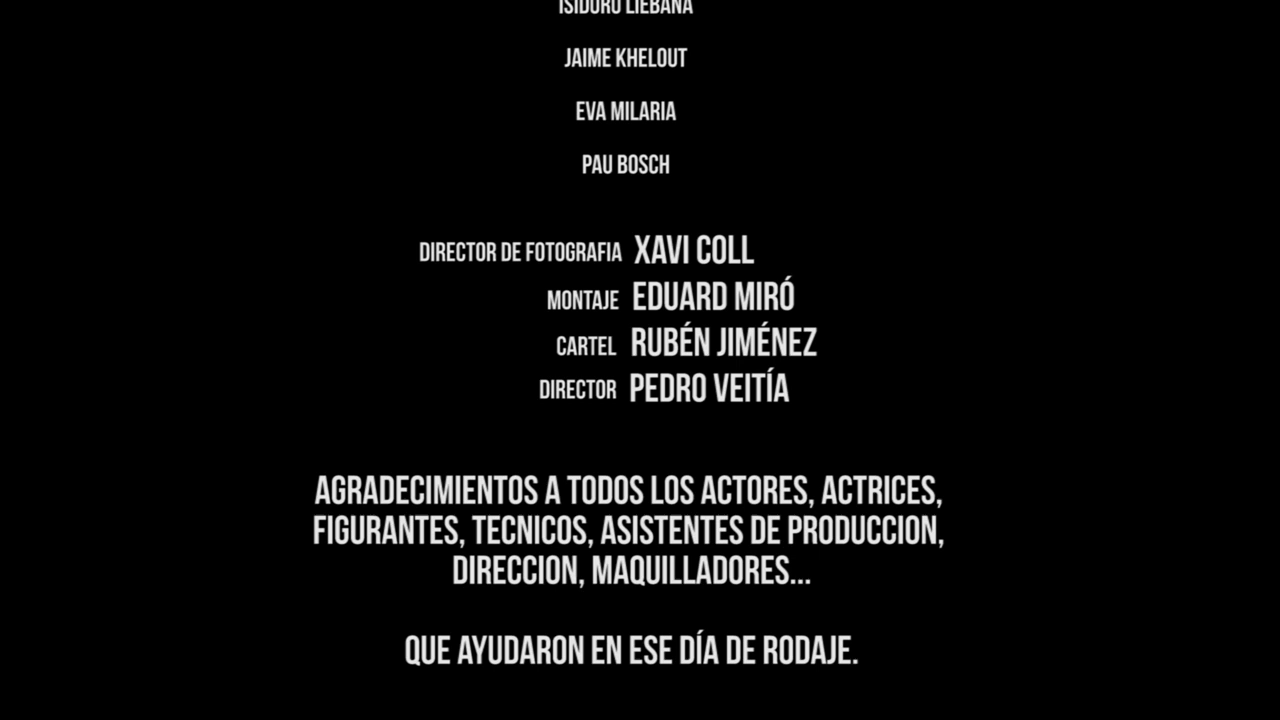 ISIDORO LIEBANA
JAIME KHELOUT
EVA MILARIA
PAU BOSCH
DIRECTOR DE FOTOGRAFIA XAVI COLL
MONTAJE EDUARD MIRÓ
CARTEL RUBÉN JIMÉNEZ
DIRECTOR PEDRO VEITÍA
AGRADECIMIENTOS A TODOS LOS ACTORES, ACTRICES,
FIGURANTES, TECNICOS, ASISTENTES DE PRODUCCION,
DIRECCION, MAQUILLADORES...
QUE AYUDARON EN ESE DÍA DE RODAJE.